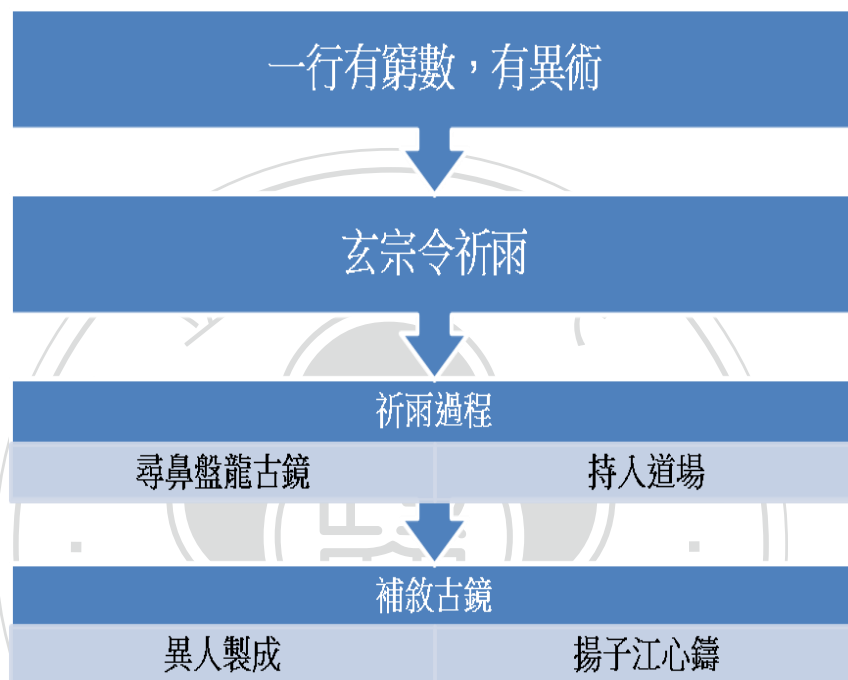 一行有窮數，有異術
玄宗令祈雨
祈雨過程
尋鼻盤龍古鏡
持入道場
補敘古鏡
異人製成
揚子江心鑄